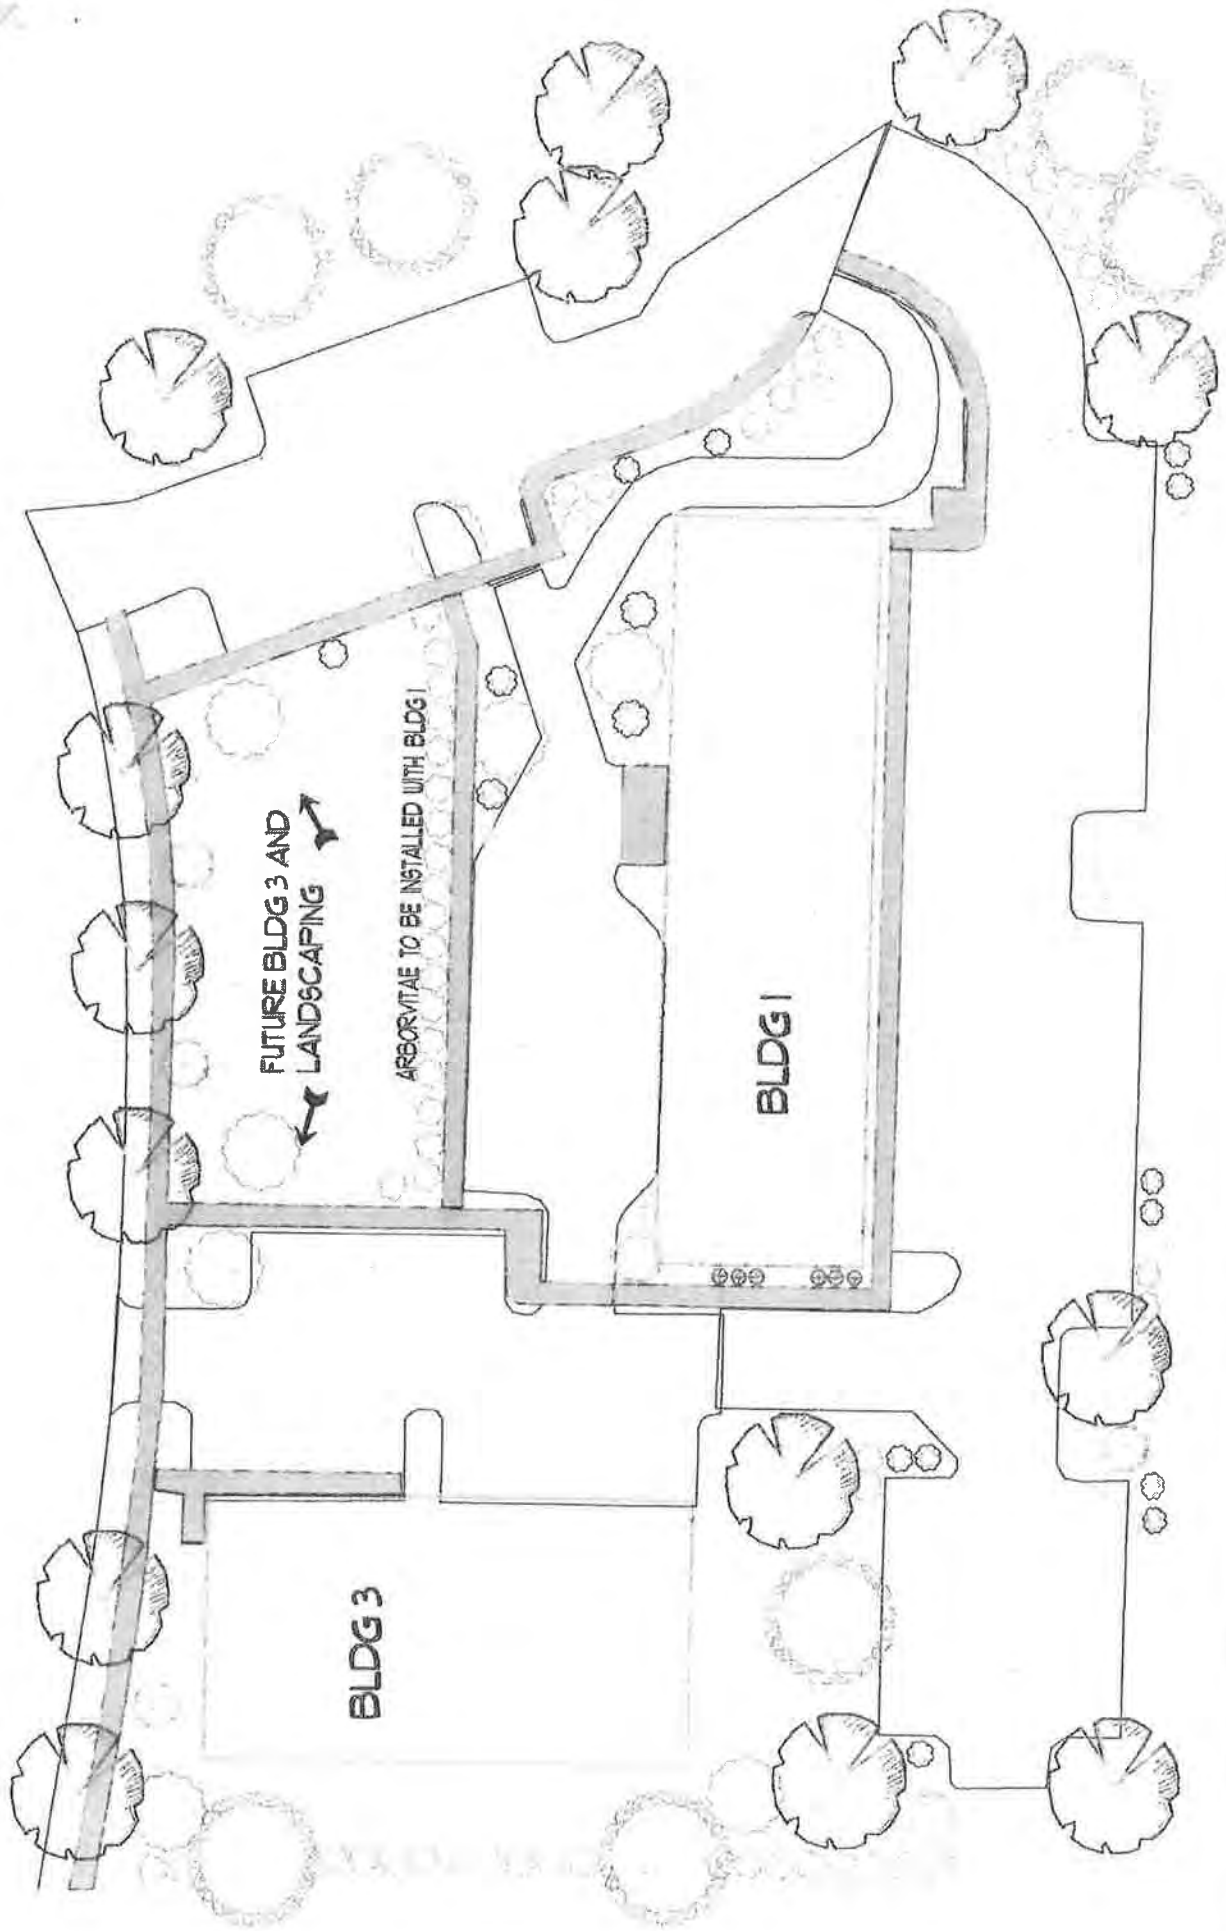 FUTURE BLDG 3 AND
LANDSCAPING
ARBORVITAE TO BE INSTALLED WITH BLDG 1
BLDG 1
BLDG 3